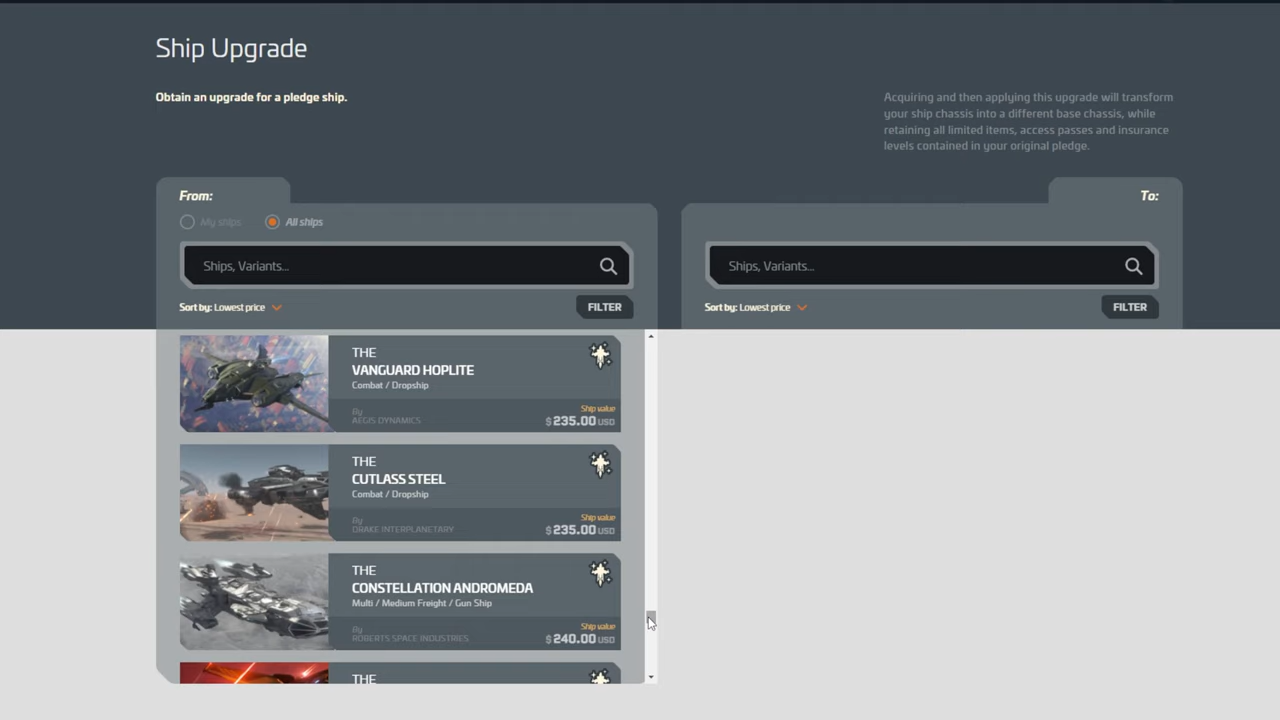 Ship Upgrade
Obtain an upgrade for a pledge ship.
Acquiring and then applying this upgrade will transform
your ship chassis into a different base chassis, while
retaining all limited items, access passes and insurance
levels contained in your original pledge.
From:
My ships
All ships
Ships, Variants...
Sort by: Lowest price
FILTER
THE
VANGUARD HOPLITE
Combat / Dropship
By
AEGIS DYNAMICS
Ship value
$235.00 USD
THE
CUTLASS STEEL
Combat / Dropship
By
DRAKE INTERPLANETARY
Ship value
$235.00 USD
THE
CONSTELLATION ANDROMEDA
Multi / Medium Freight / Gun Ship
By
ROBERTS SPACE INDUSTRIES
Ship value
$240.00 USD
THE
To:
Ships, Variants...
Sort by: Lowest price
FILTER